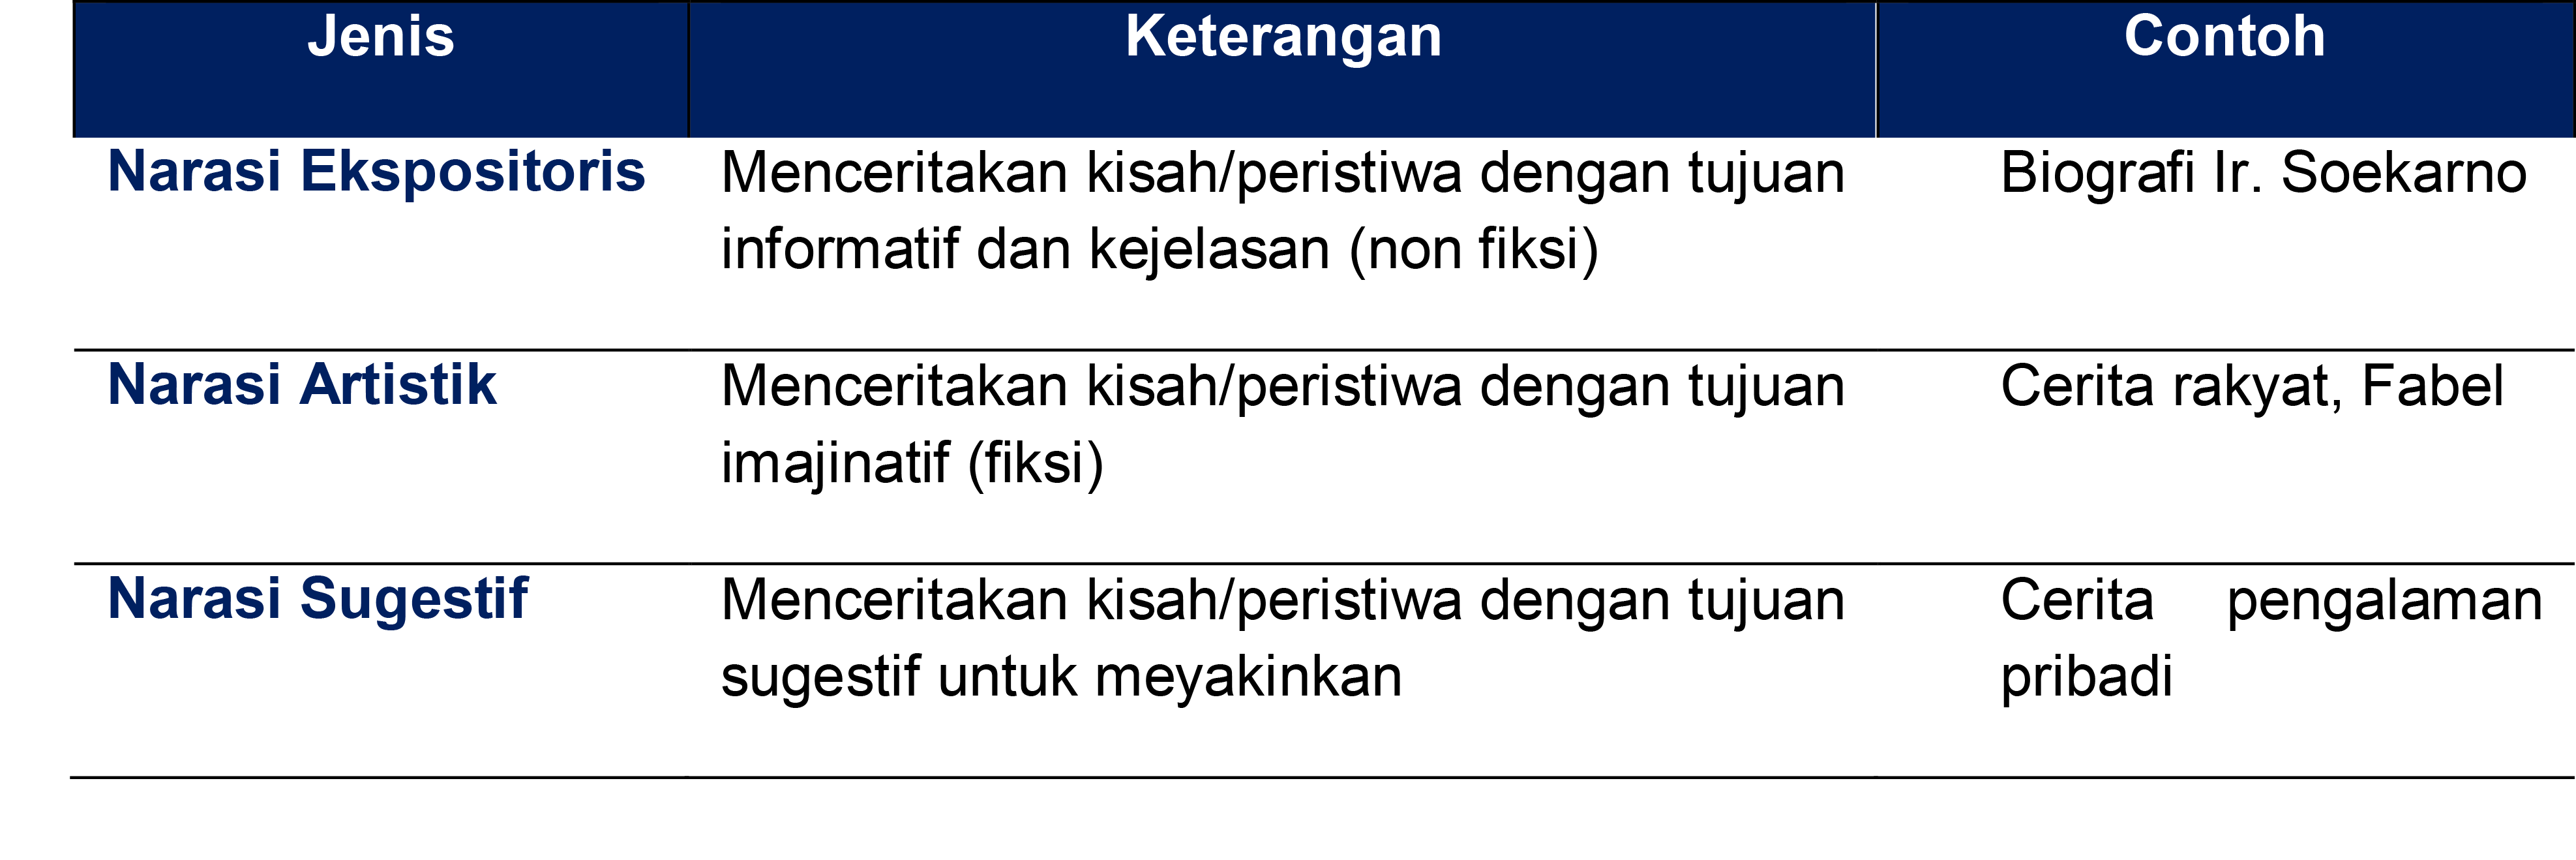 Jenis Keterangan Contoh
Narasi Ekspositoris Menceritakan kisah/peristiwa dengan tujuan Biografi Ir. Soekarno
informatif dan kejelasan (non fiksi)
Narasi Artistik Menceritakan kisah/peristiwa dengan tujuan Cerita rakyat, Fabel
imajinatif (fiksi)
Narasi Sugestif Menceritakan kisah/peristiwa dengan tujuan Cerita pengalaman
sugestif untuk meyakinkan pribadi